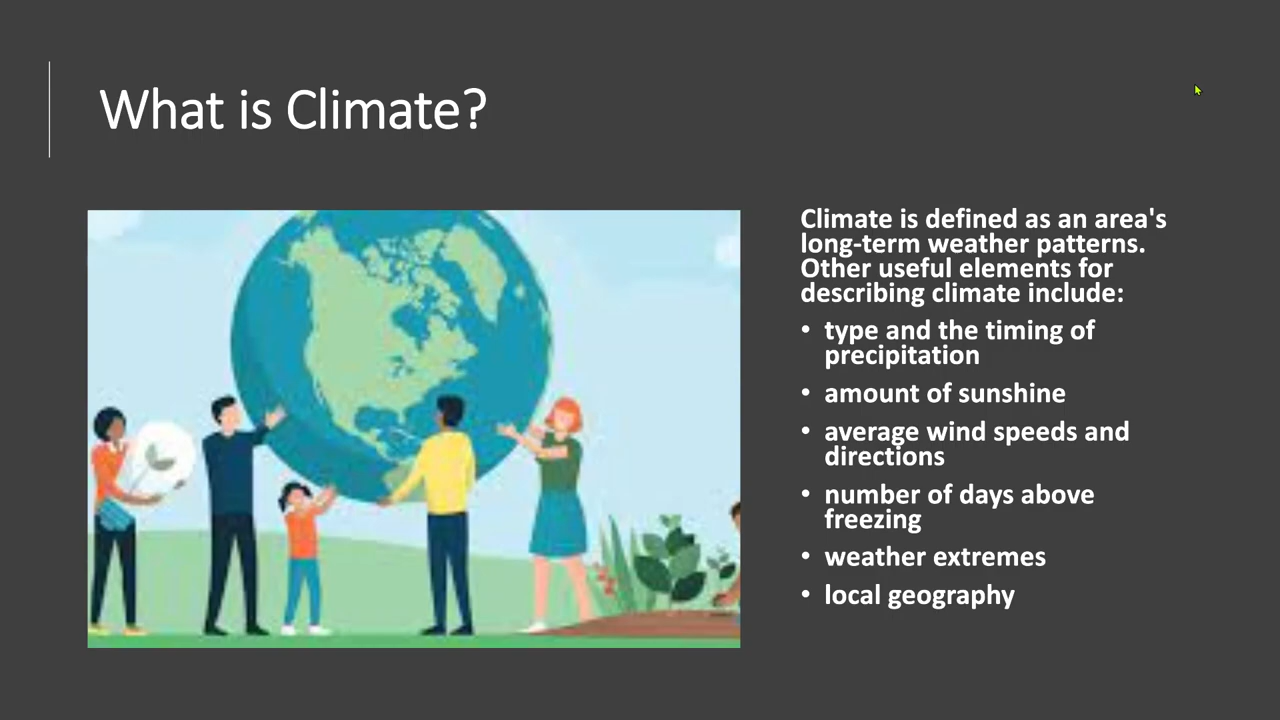 What is Climate?
Climate is defined as an area's
long-term weather patterns.
Other useful elements for
describing climate include:
• type and the timing of
precipitation
• amount of sunshine
• average wind speeds and
directions
• number of days above
freezing
• weather extremes
• local geography